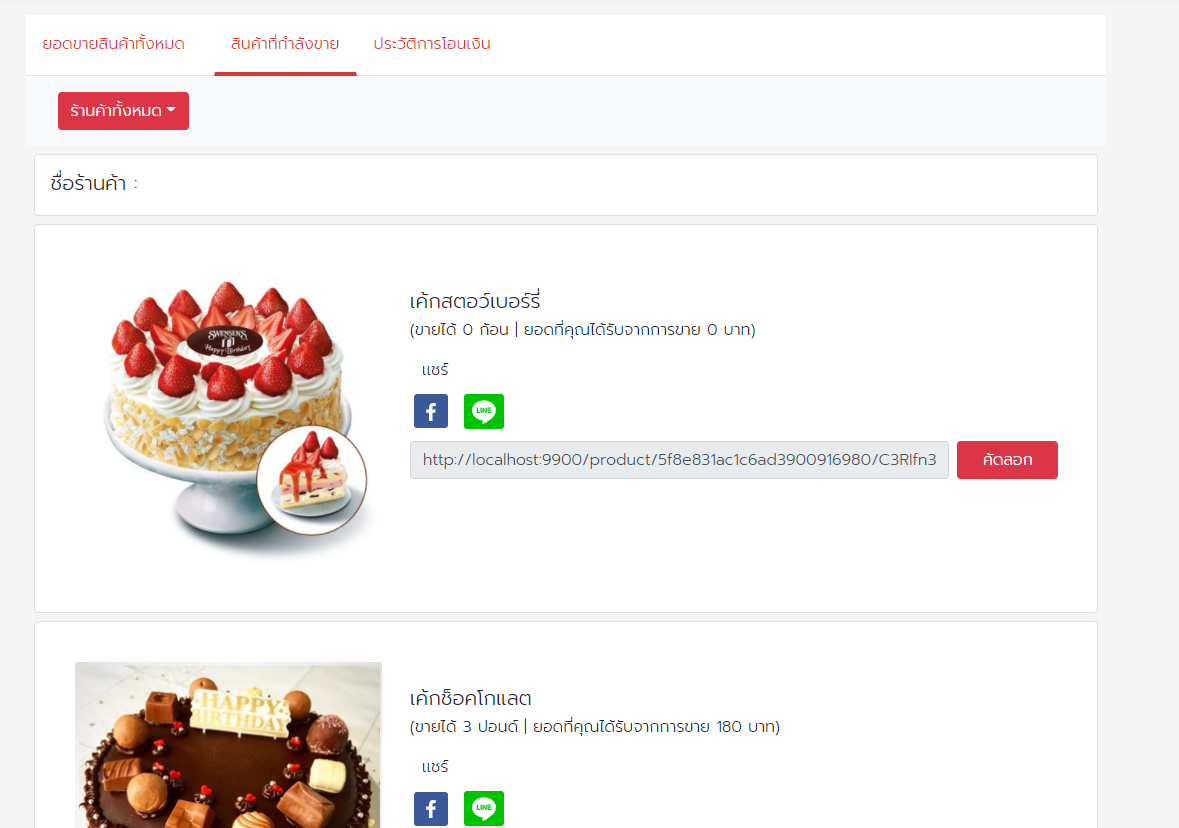 ยอดขายสินค้าทั้งหมด สินค้าที่กำลังขาย ประวัติการโอนเงิน
ร้านค้าทั้งหมด
ชื่อร้านค้า :
SWENSEN'S
Happy Birthday
เค้กสตอว์เบอร์รี่
(ขายได้ 0 ก้อน | ยอดที่คุณได้รับจากการขาย 0 บาท)
แชร์
LINE
http://localhost:9900/product/5f8e831ac1c6ad3900916980/C3RIfn3 คัดลอก
HAPPY
BIRTHDAY
เค้กช็อคโกแลต
(ขายได้ 3 ปอนด์ | ยอดที่คุณได้รับจากการขาย 180 บาท)
แชร์
LINE